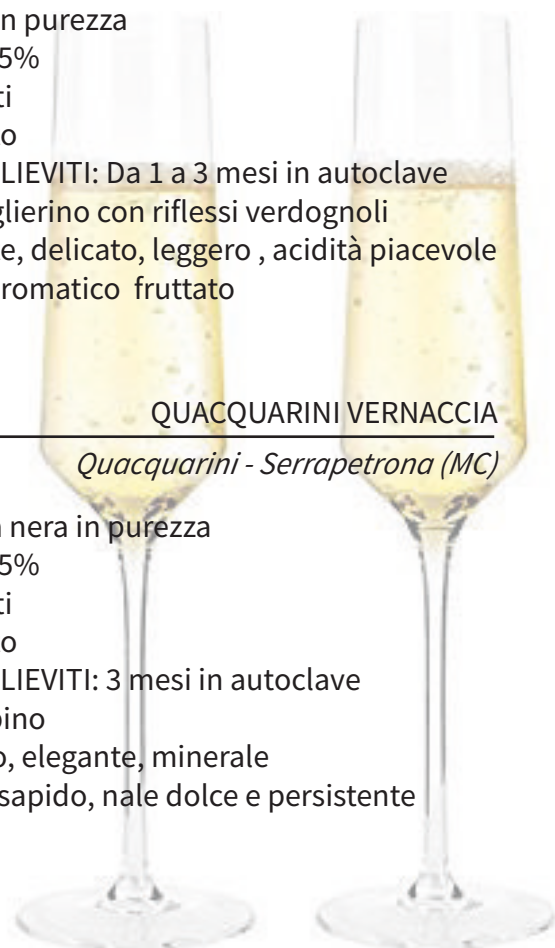 n purezza
5%
ti
o
LIEVITI: Da 1 a 3 mesi in autoclave
glierino con riflessi verdognoli
e, delicato, leggero , acidità piacevole
romatico  fruttato
QUACQUARINI VERNACCIA
Quacquarini - Serrapetrona (MC)
a nera in purezza
5%
ti
o
LIEVITI: 3 mesi in autoclave
pino
o, elegante, minerale
sapido, nale dolce e persistente